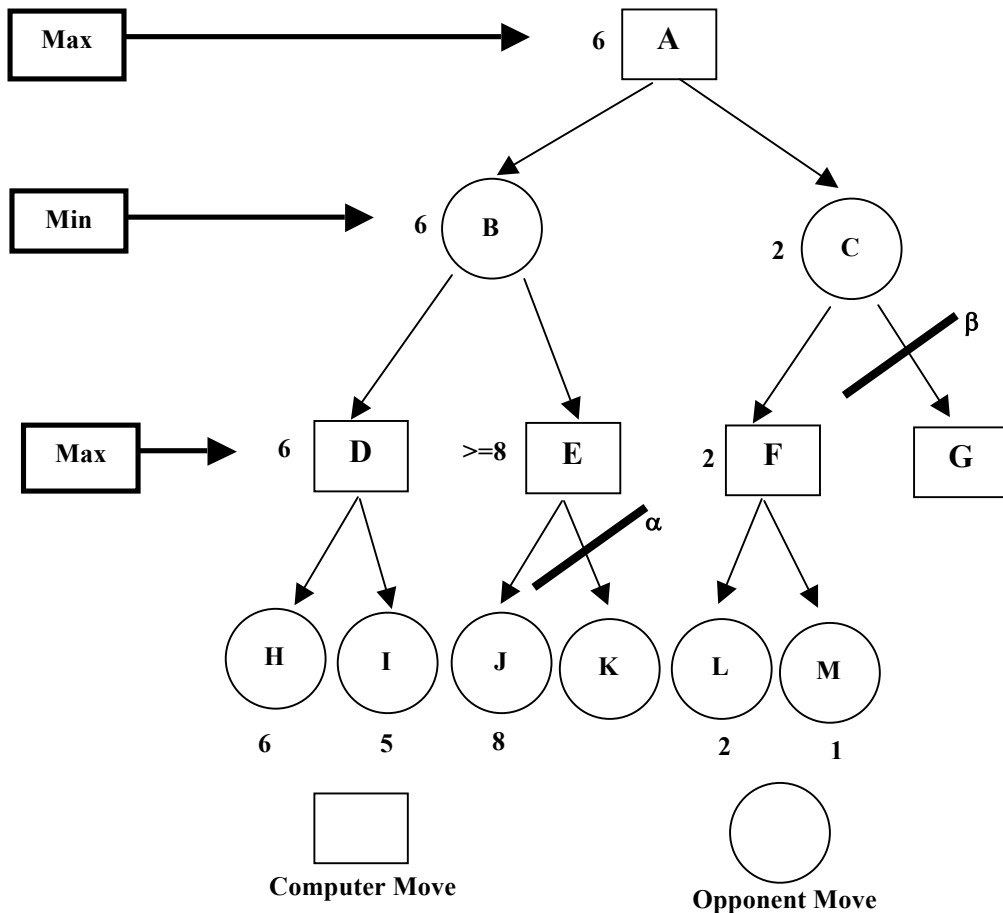 Max
6
A
Min
6
B
2
C
β
Max
6
D
>=8
E
2
F
G
α
H
I
J
K
L
M
6
5
8
2
1
Computer Move
Opponent Move